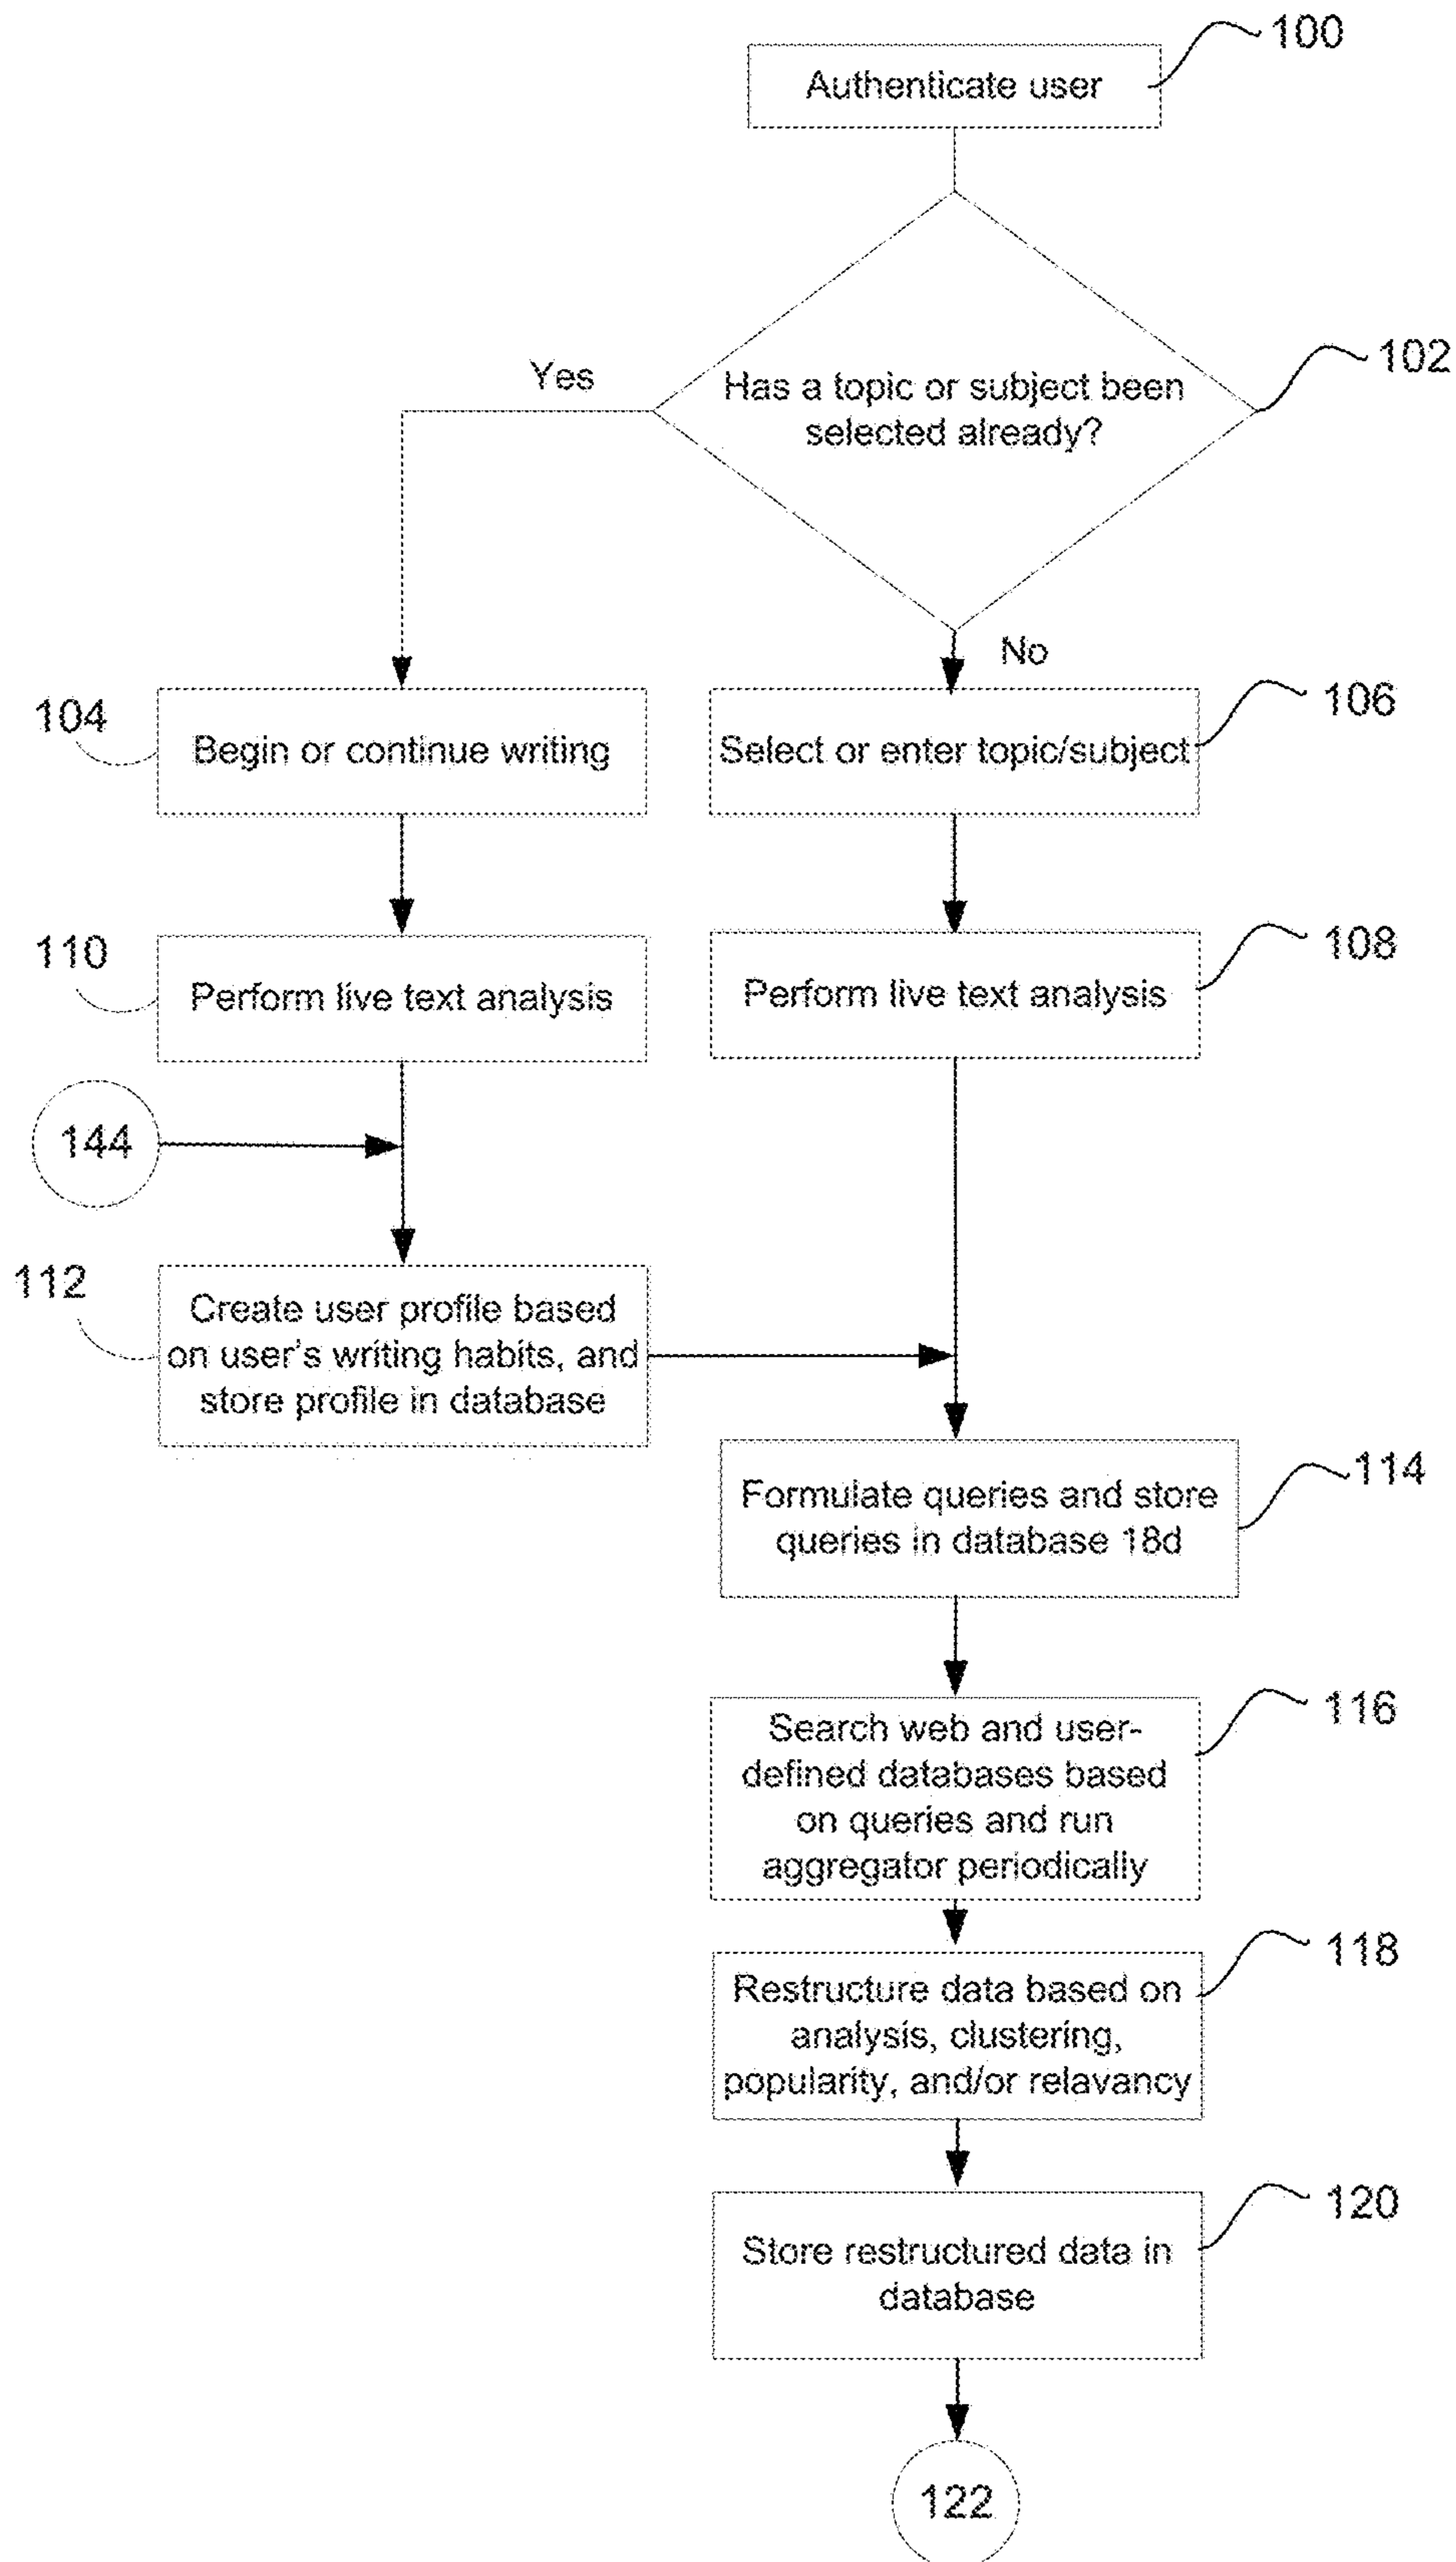 100
Authenticate user
102
Has a topic or subject been
selected already?
Yes
No
104
Begin or continue writing
106
Select or enter topic/subject
110
Perform live text analysis
108
Perform live text analysis
144
112
Create user profile based
on user's writing habits, and
store profile in database
114
Formulate queries and store
queries in database 18d
116
Search web and user-
defined databases based
on queries and run
aggregator periodically
118
Restructure data based on
analysis, clustering,
popularity, and/or relavancy
120
Store restructured data in
database
122